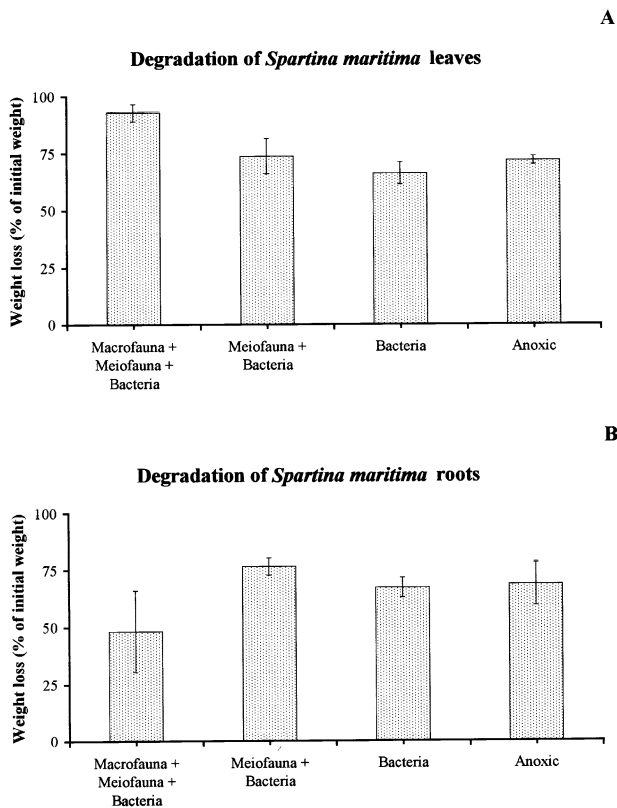 A
Degradation of Spartina maritima leaves
Weight loss (% of initial weight)
100
75
50
25
0
Macrofauna +
Meiofauna +
Bacteria
Meiofauna +
Bacteria
Bacteria
Anoxic
B
Degradation of Spartina maritima roots
Weight loss (% of initial weight)
100
75
50
25
0
Macrofauna +
Meiofauna +
Bacteria
Meiofauna +
Bacteria
Bacteria
Anoxic